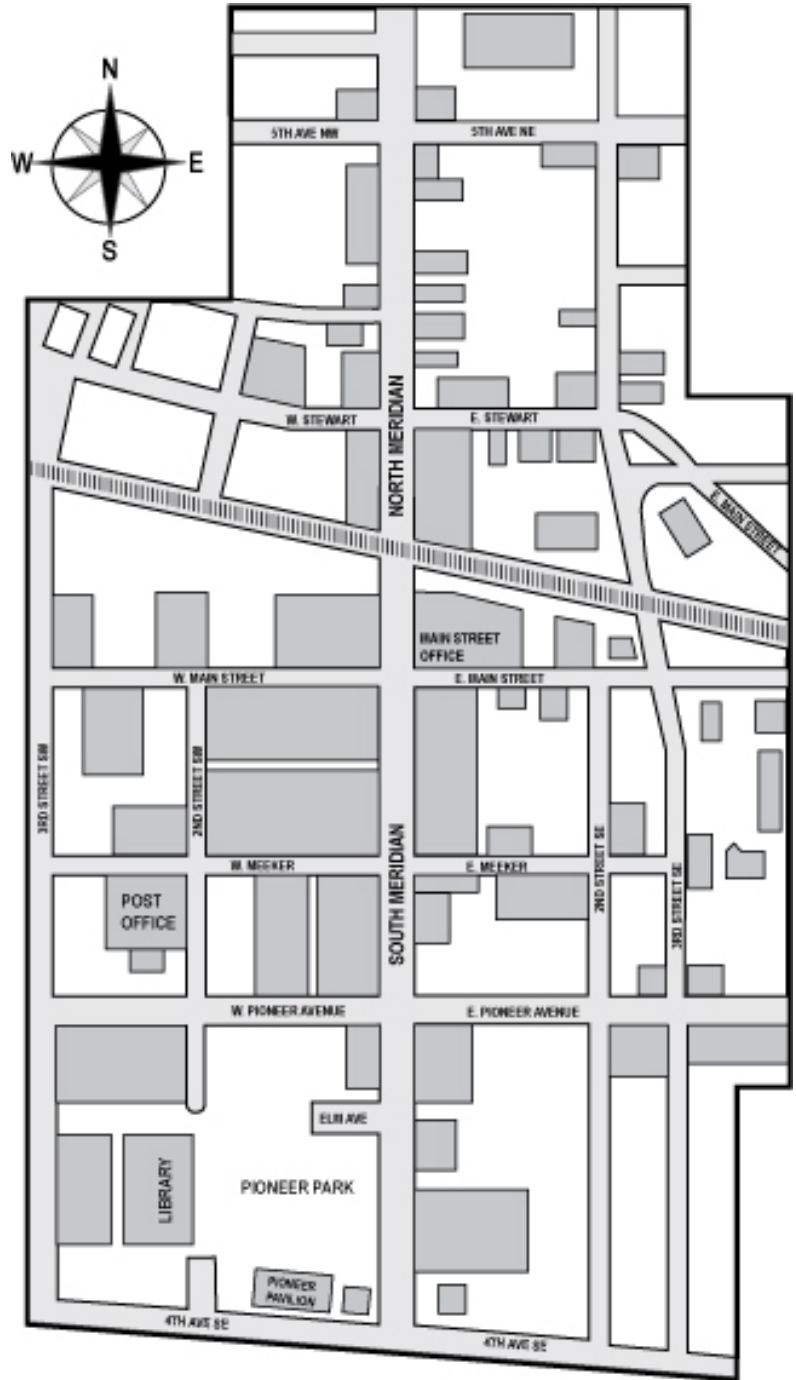 N
W
E
S
5TH AVE NW
5TH AVE NE
NORTH MERIDIAN
W. STEWART
E. STEWART
E. MAIN STREET
MAIN STREET
OFFICE
W. MAIN STREET
E. MAIN STREET
3RD STREET SW
2ND STREET SW
SOUTH MERIDIAN
2ND STREET SE
3RD STREET SE
W. MEEKER
E. MEEKER
POST
OFFICE
W. PIONEER AVENUE
E. PIONEER AVENUE
ELM AVE
LIBRARY
PIONEER PARK
PIONEER
PAVILION
4TH AVE SE
4TH AVE SE